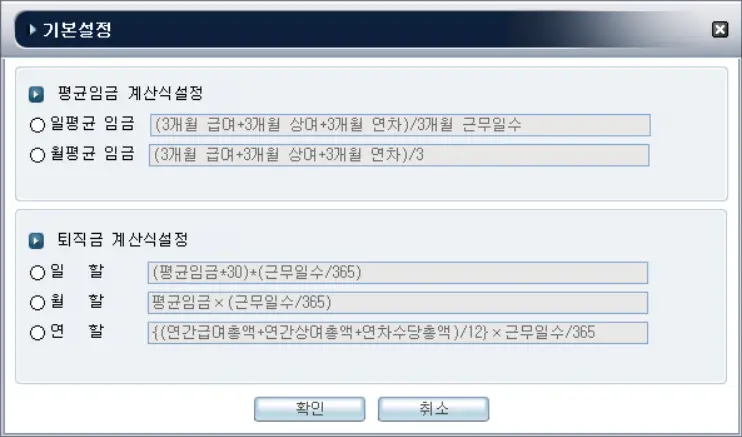 기본설정
평균임금 계산식설정
일평균 임금 (3개월 급여+3개월 상여+3개월 연차)/3개월 근무일수
월평균 임금 (3개월 급여+3개월 상여+3개월 연차)/3
퇴직금 계산식설정
일 할 (평균임금*30)*(근무일수/365)
월 할 평균임금×(근무일수/365)
연 할 {(연간급여총액+연간상여총액+연차수당총액)/12}×근무일수/365
확인 취소